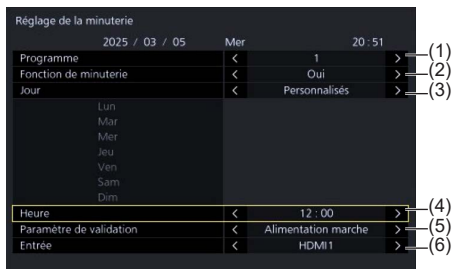 Réglage de la minuterie
2025 / 03 / 05 Mer 20 : 51
Programme < 1 > (1)
Fonction de minuterie < Oui > (2)
Jour < Personnalisés > (3)
Lun
Mar
Mer
Jeu
Ven
Sam
Dim
Heure < 12 : 00 > (4)
Paramètre de validation < Alimentation marche > (5)
Entrée < HDMI1 > (6)